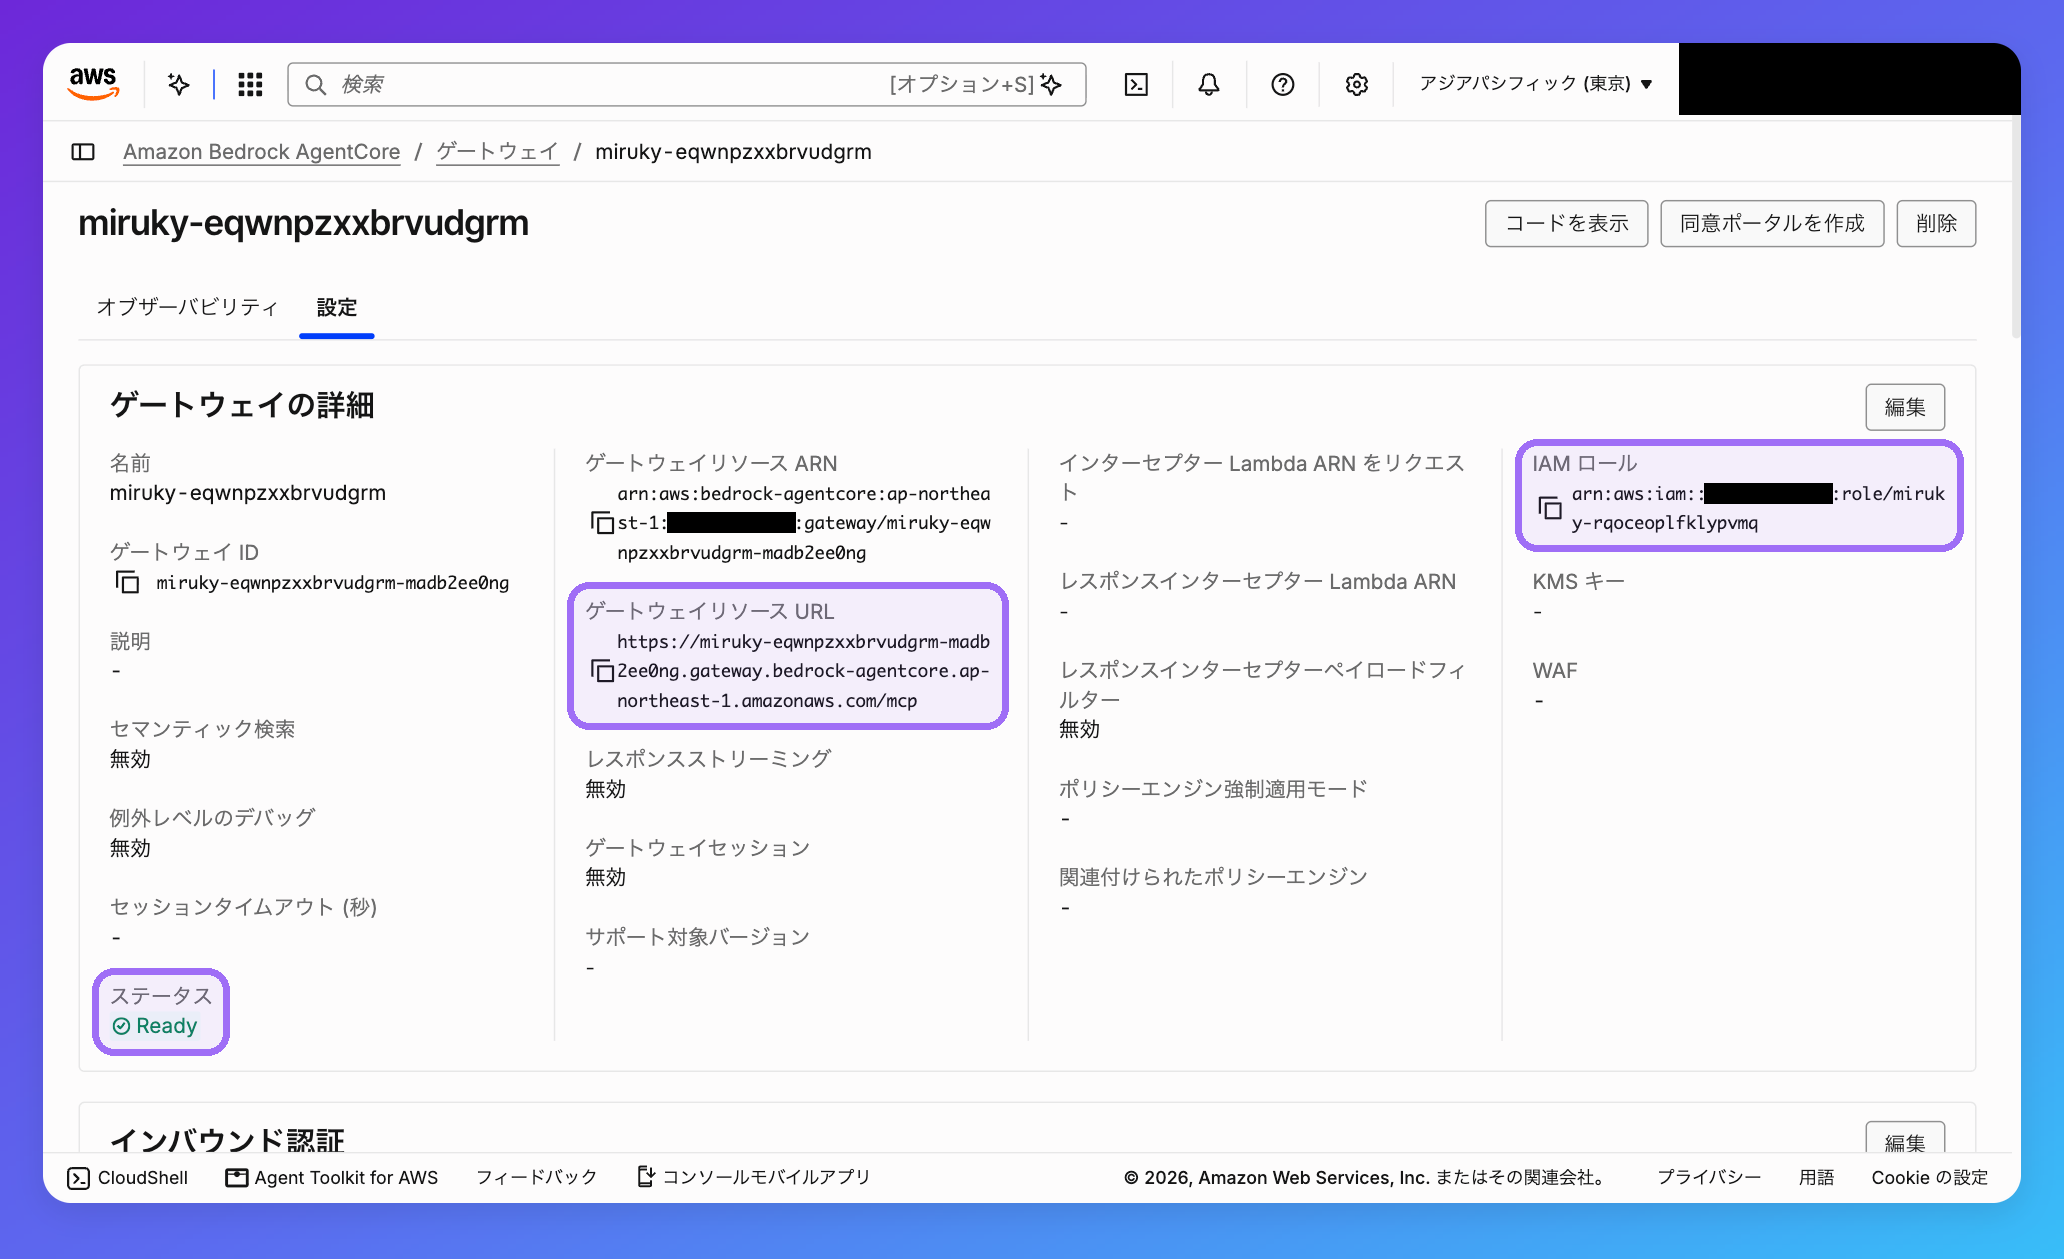 aws
検索
[オプション+S]
アジアパシフィック (東京)
Amazon Bedrock AgentCore / ゲートウェイ / miruky-eqwnpzxxbrvudgrm
miruky-eqwnpzxxbrvudgrm
コードを表示
同意ポータルを作成
削除
オブザーバビリティ
設定
ゲートウェイの詳細
編集
名前
miruky-eqwnpzxxbrvudgrm
ゲートウェイ ID
miruky-eqwnpzxxbrvudgrm-madb2ee0ng
説明
-
セマンティック検索
無効
例外レベルのデバッグ
無効
セッションタイムアウト (秒)
-
ステータス
Ready
ゲートウェイリソース ARN
arn:aws:bedrock-agentcore:ap-northea
st-1:
:gateway/miruky-eqw
npzxxbrvudgrm-madb2ee0ng
ゲートウェイリソース URL
https://miruky-eqwnpzxxbrvudgrm-madb
2ee0ng.gateway.bedrock-agentcore.ap-
northeast-1.amazonaws.com/mcp
レスポンスストリーミング
無効
ゲートウェイセッション
無効
サポート対象バージョン
-
インターセプター Lambda ARN をリクエス
ト
-
レスポンスインターセプター Lambda ARN
-
レスポンスインターセプターペイロードフィ
ルター
無効
ポリシーエンジン強制適用モード
-
関連付けられたポリシーエンジン
-
IAM ロール
arn:aws:iam::
:role/miruk
y-rqoceoplfklypvmq
KMS キー
-
WAF
-
インバウンド認証
編集
CloudShell
Agent Toolkit for AWS
フィードバック
コンソールモバイルアプリ
© 2026, Amazon Web Services, Inc. またはその関連会社。
プライバシー
用語
Cookie の設定